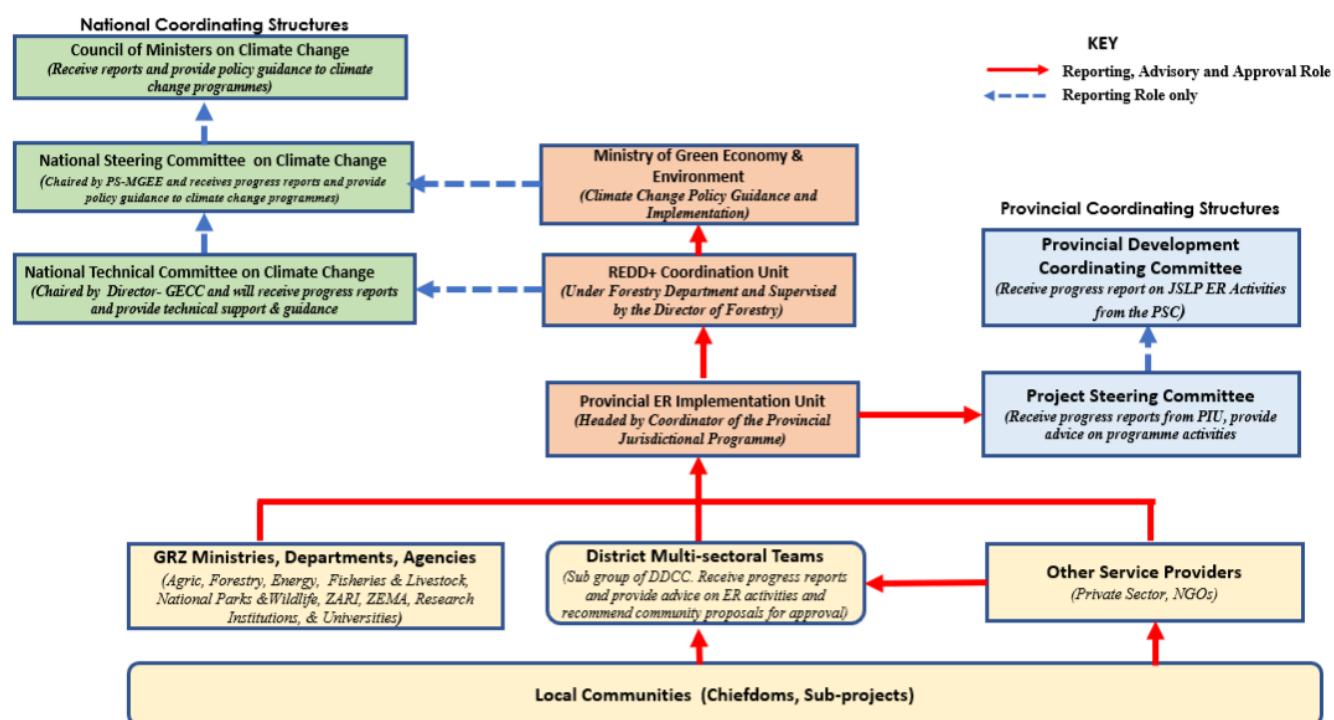 National Coordinating Structures
Council of Ministers on Climate Change
(Receive reports and provide policy guidance to climate
change programmes)
KEY
Reporting, Advisory and Approval Role
Reporting Role only
National Steering Committee on Climate Change
(Chaired by PS-MGEE and receives progress reports and provide
policy guidance to climate change programmes)
Ministry of Green Economy &
Environment
(Climate Change Policy Guidance and
Implementation)
Provincial Coordinating Structures
Provincial Development
Coordinating Committee
(Receive progress report on JSLP ER Activities
from the PSC)
National Technical Committee on Climate Change
(Chaired by Director- GECC and will receive progress reports
and provide technical support & guidance
REDD+ Coordination Unit
(Under Forestry Department and Supervised
by the Director of Forestry)
Provincial ER Implementation Unit
(Headed by Coordinator of the Provincial
Jurisdictional Programme)
Project Steering Committee
(Receive progress reports from PIU, provide
advice on programme activities
GRZ Ministries, Departments, Agencies
(Agric, Forestry, Energy, Fisheries & Livestock,
National Parks &Wildlife, ZARI, ZEMA, Research
Institutions, & Universities)
District Multi-sectoral Teams
(Sub group of DDCC. Receive progress reports
and provide advice on ER activities and
recommend community proposals for approval)
Other Service Providers
(Private Sector, NGOs)
Local Communities (Chiefdoms, Sub-projects)